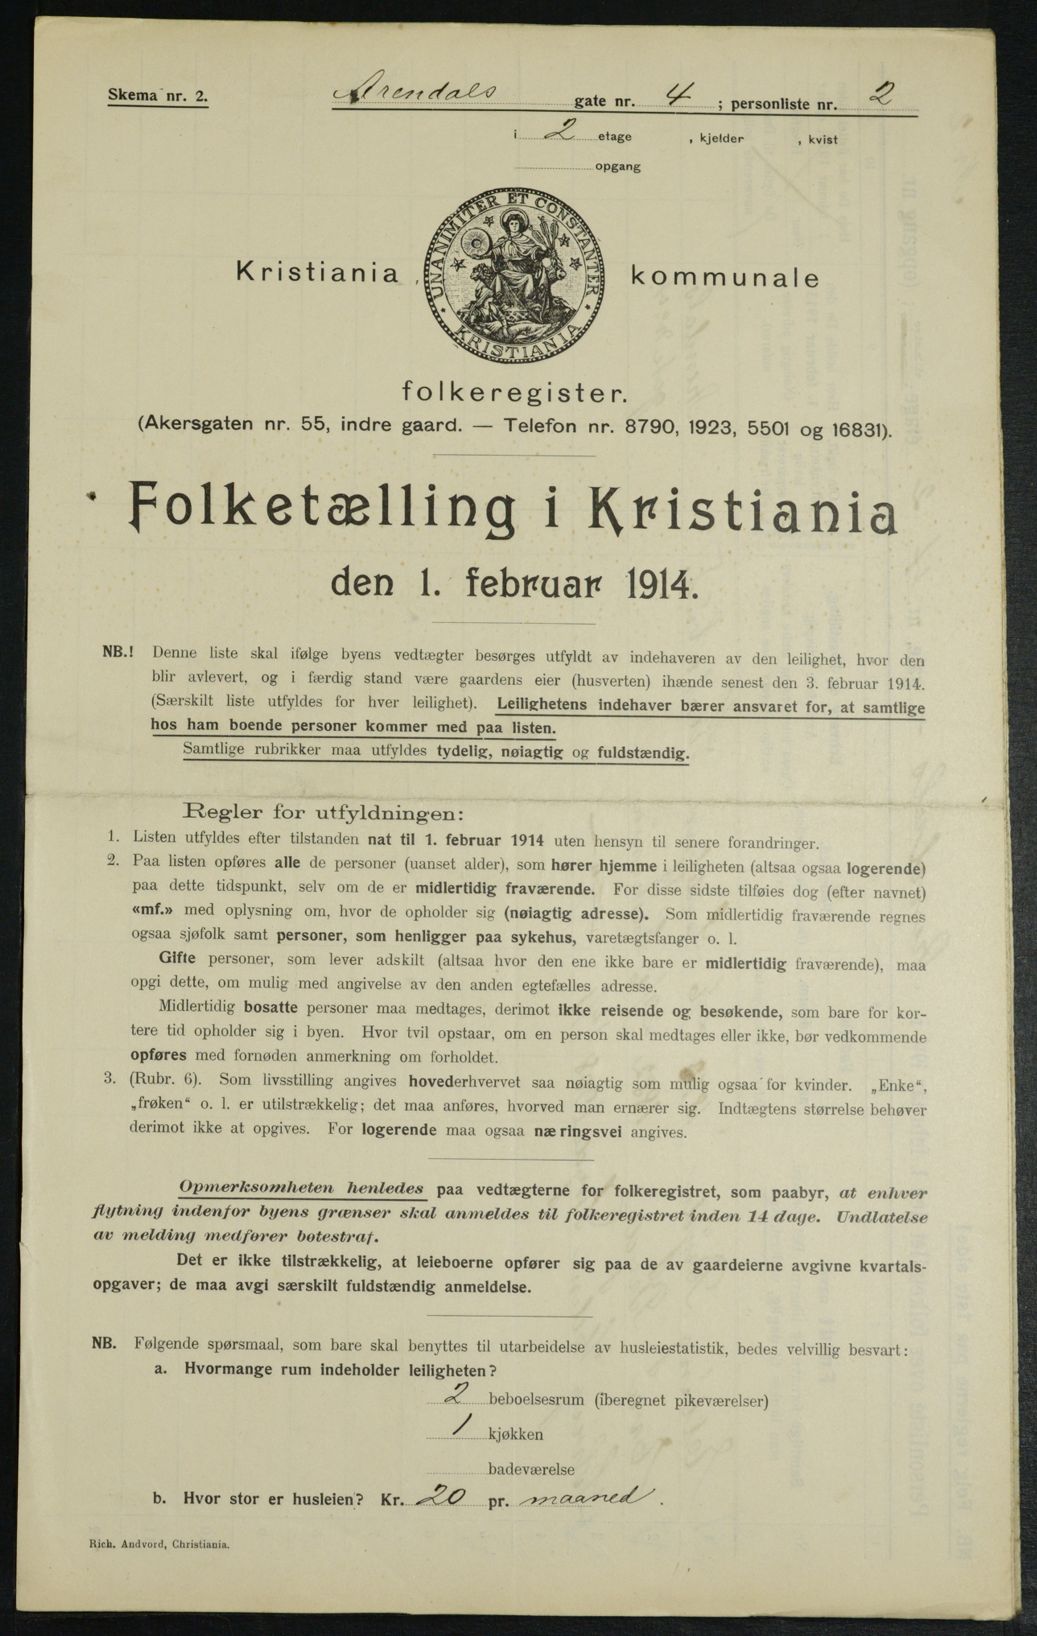 Skema nr. 2.
Arendals gate nr. 4 ; personliste nr. 2
i 2 etage , kjelder , kvist
opgang
UNANIMITER ET CONSTANTER
KRISTIANIA
Kristiania kommunale
folkeregister.
(Akersgaten nr. 55, indre gaard. — Telefon nr. 8790, 1923, 5501 og 16831).
Folketælling i Kristiania
den 1. februar 1914.
NB.! Denne liste skal ifølge byens vedtægter besørges utfyldt av indehaveren av den leilighet, hvor den
blir avlevert, og i færdig stand være gaardens eier (husverten) ihænde senest den 3. februar 1914.
(Særskilt liste utfyldes for hver leilighet). Leilighetens indehaver bærer ansvaret for, at samtlige
hos ham boende personer kommer med paa listen.
Samtlige rubrikker maa utfyldes tydelig, nøiagtig og fuldstændig.
Regler for utfyldningen:
1. Listen utfyldes efter tilstanden nat til 1. februar 1914 uten hensyn til senere forandringer.
2. Paa listen opføres alle de personer (uanset alder), som hører hjemme i leiligheten (altsaa ogsaa logerende)
paa dette tidspunkt, selv om de er midlertidig fraværende. For disse sidste tilføies dog (efter navnet)
«mf.» med oplysning om, hvor de opholder sig (nøiagtig adresse). Som midlertidig fraværende regnes
ogsaa sjøfolk samt personer, som henligger paa sykehus, varetægtsfanger o. l.
Gifte personer, som lever adskilt (altsaa hvor den ene ikke bare er midlertidig fraværende), maa
opgi dette, om mulig med angivelse av den anden egtefælles adresse.
Midlertidig bosatte personer maa medtages, derimot ikke reisende og besøkende, som bare for kor-
tere tid opholder sig i byen. Hvor tvil opstaar, om en person skal medtages eller ikke, bør vedkommende
opføres med fornøden anmerkning om forholdet.
3. (Rubr. 6). Som livsstilling angives hovederhvervet saa nøiagtig som mulig ogsaa for kvinder. „Enke“,
„frøken“ o. l. er utilstrækkelig; det maa anføres, hvorved man ernærer sig. Indtægtens størrelse behøver
derimot ikke at opgives. For logerende maa ogsaa næringsvei angives.
Opmerksomheten henledes paa vedtægterne for folkeregistret, som paabyr, at enhver
flytning indenfor byens grænser skal anmeldes til folkeregistret inden 14 dage. Undlatelse
av melding medfører bøtestraf.
Det er ikke tilstrækkelig, at leieboerne opfører sig paa de av gaardeierne avgivne kvartals-
opgaver; de maa avgi særskilt fuldstændig anmeldelse.
NB. Følgende spørsmaal, som bare skal benyttes til utarbeidelse av husleiestatistik, bedes velvillig besvart:
a. Hvormange rum indeholder leiligheten?
2 beboelsesrum (iberegnet pikeværelser)
1 kjøkken
badeværelse
b. Hvor stor er husleien? Kr. 20 pr. maaned.
Rich. Andvord, Christiania.